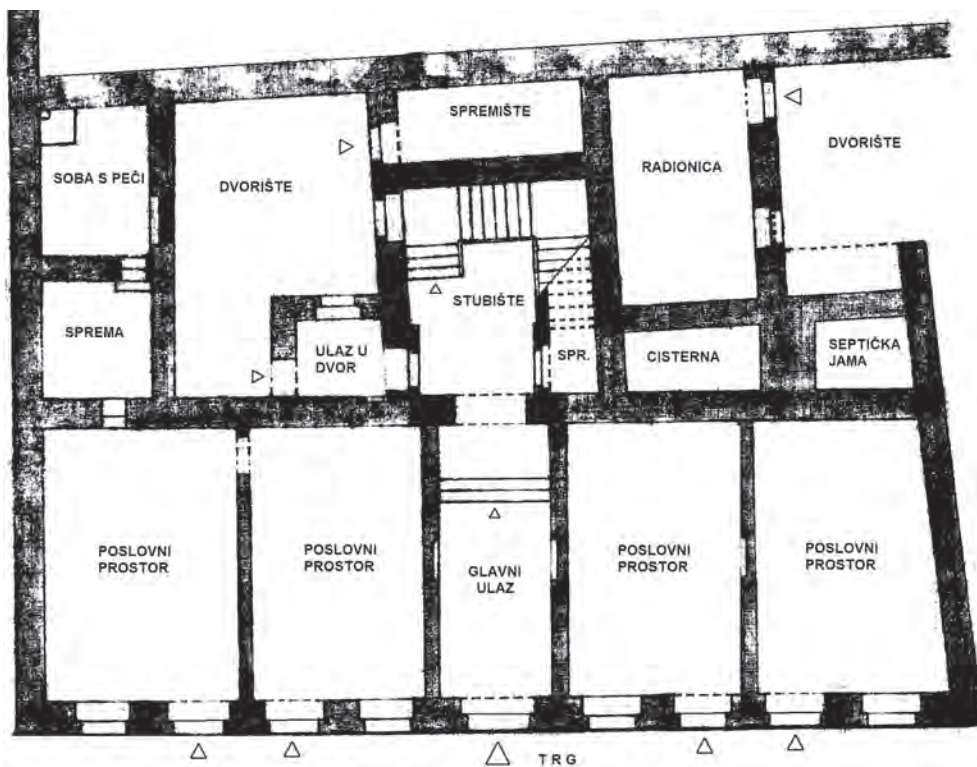 SPREMIŠTE
DVORIŠTE
RADIONICA
SOBA S PEČI
DVORIŠTE
STUBIŠTE
SPREMA
ULAZ U
DVOR
SPR.
CISTERNA
SEPTIČKA
JAMA
POSLOVNI
PROSTOR
POSLOVNI
PROSTOR
GLAVNI
ULAZ
POSLOVNI
PROSTOR
POSLOVNI
PROSTOR
TRG